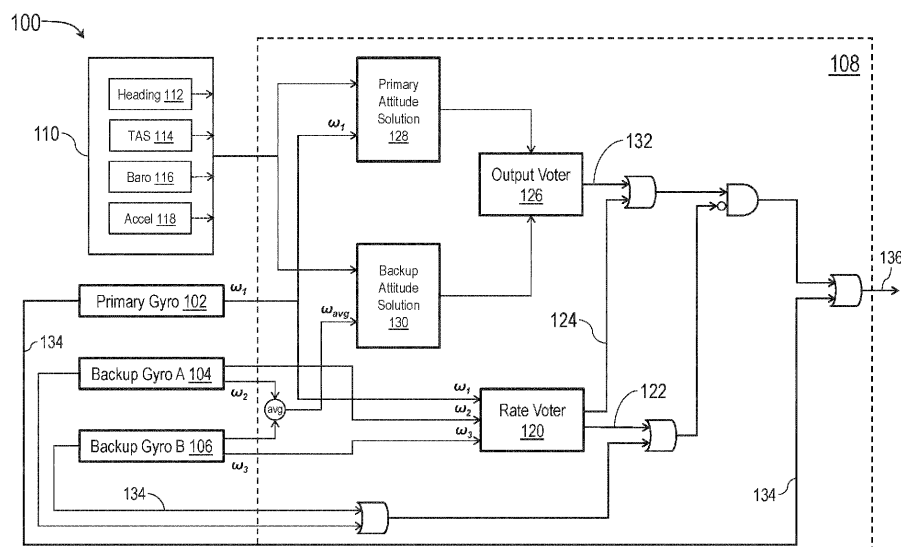 100
108
110
Heading 112
TAS 114
Baro 116
Accel 118
Primary
Attitude
Solution
128
ω1
Output Voter
126
132
Backup
Attitude
Solution
130
ωavg
136
Primary Gyro 102
ω1
134
124
Backup Gyro A 104
ω2
avg
Backup Gyro B 106
ω3
ω1
ω2
ω3
Rate Voter
120
122
134
134